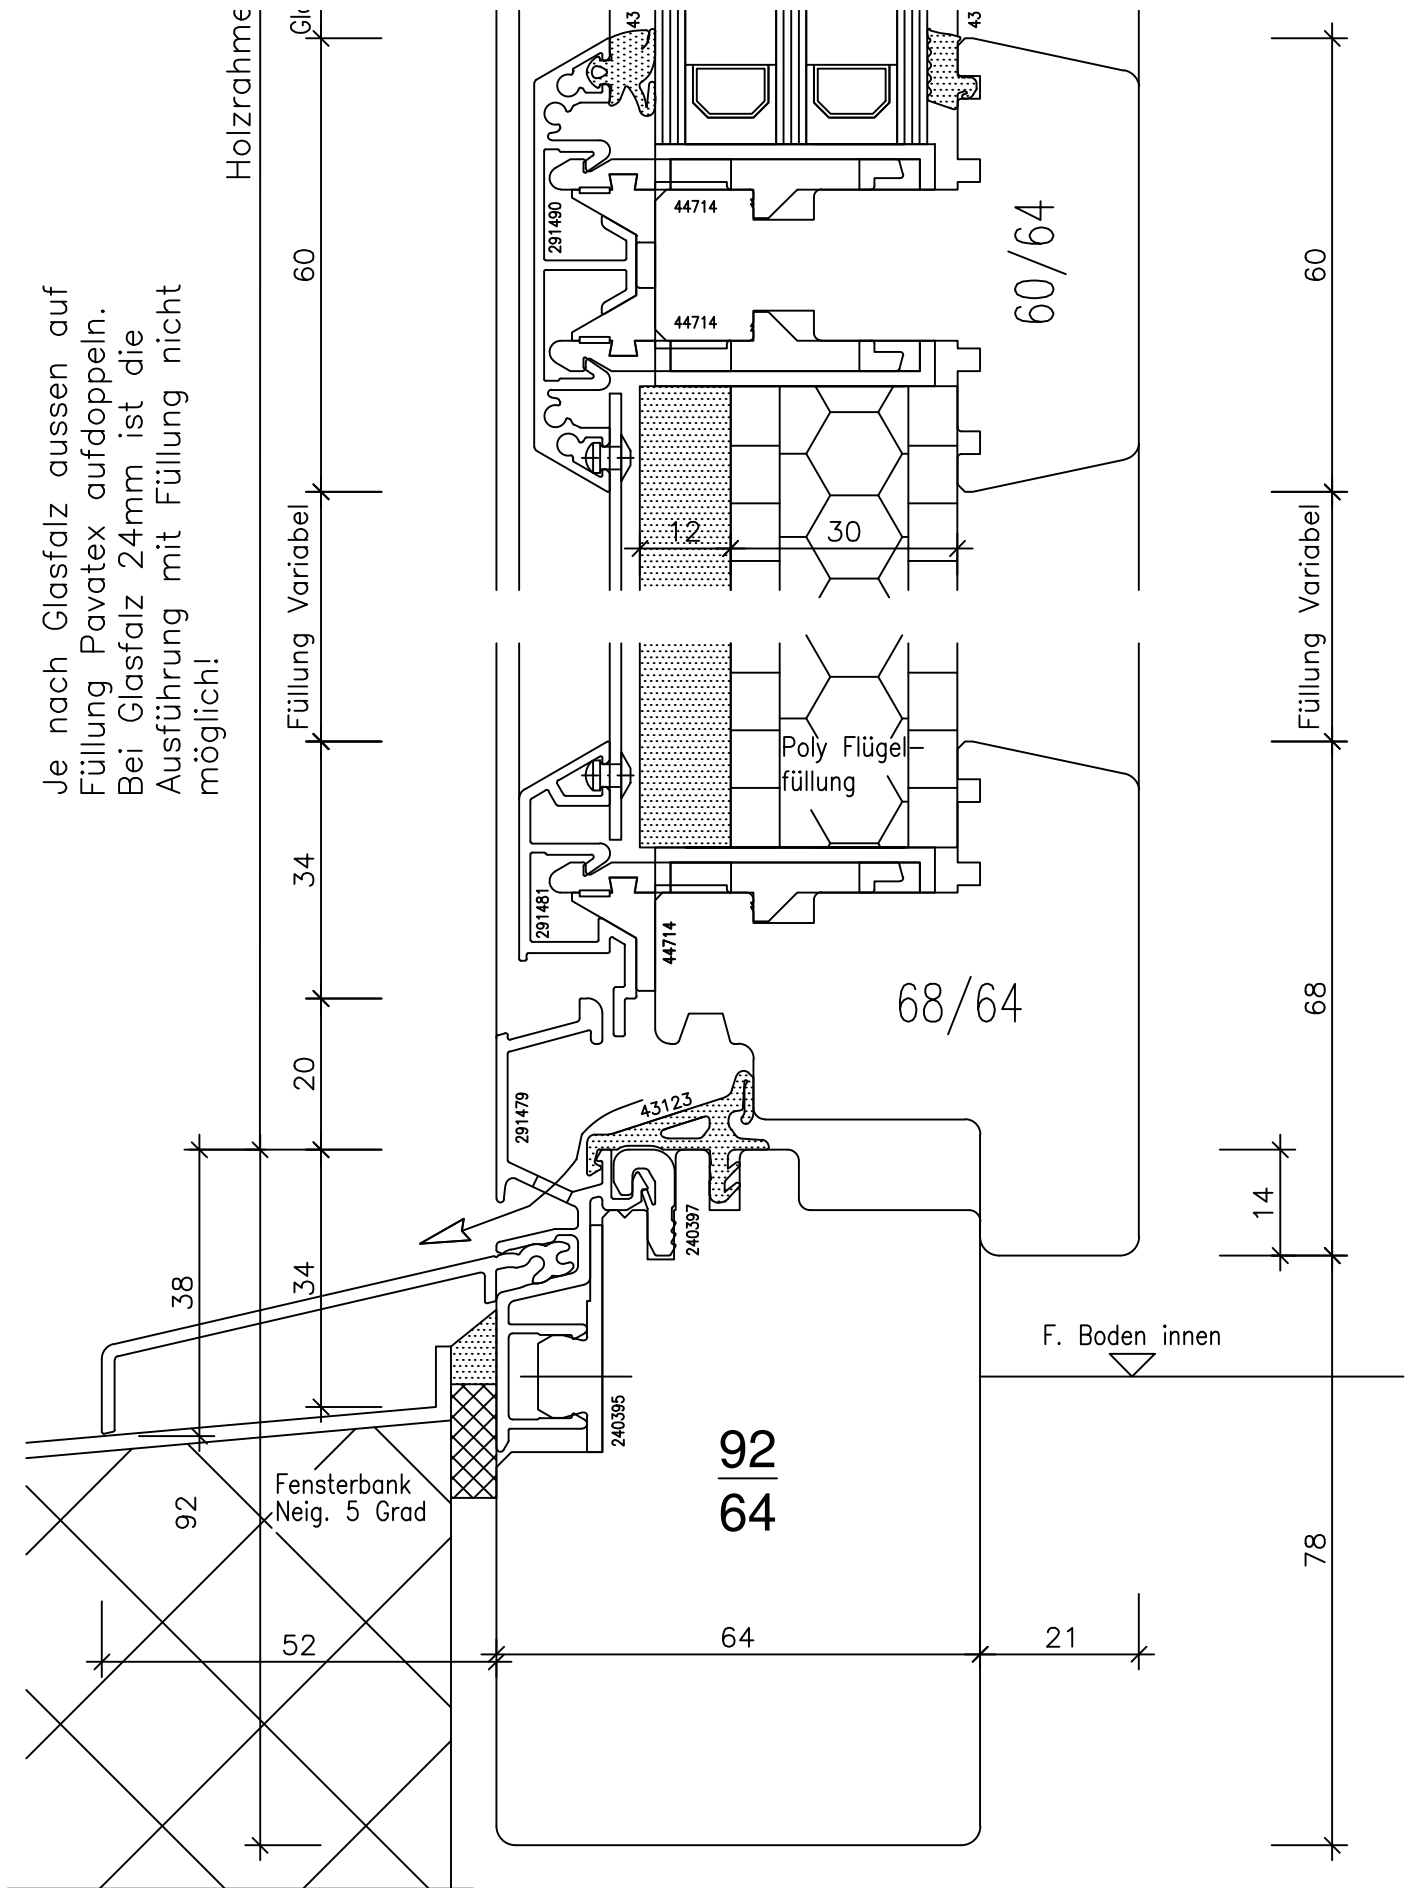 Holzrahme
Je nach Glasfalz aussen auf
Füllung Pavatex aufdoppeln.
Bei Glasfalz 24mm ist die
Ausführung mit Füllung nicht
möglich!
43
43
60
291490
44714
44714
60/64
60
Füllung Variabel
12
30
Füllung Variabel
Poly Flügel-
füllung
34
291481
44714
68/64
68
20
291479
43123
240397
14
38
34
F. Boden innen
240395
92
64
Fensterbank
Neig. 5 Grad
92
78
52
64
21